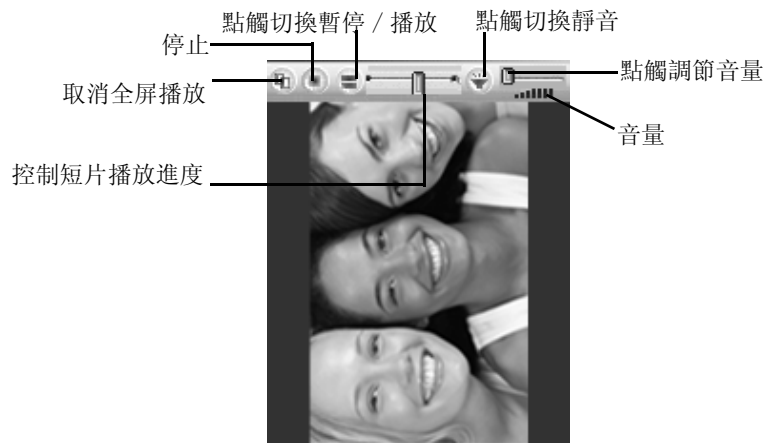 點觸切換暫停 / 播放
點觸切換靜音
停止
點觸調節音量
取消全屏播放
音量
控制短片播放進度